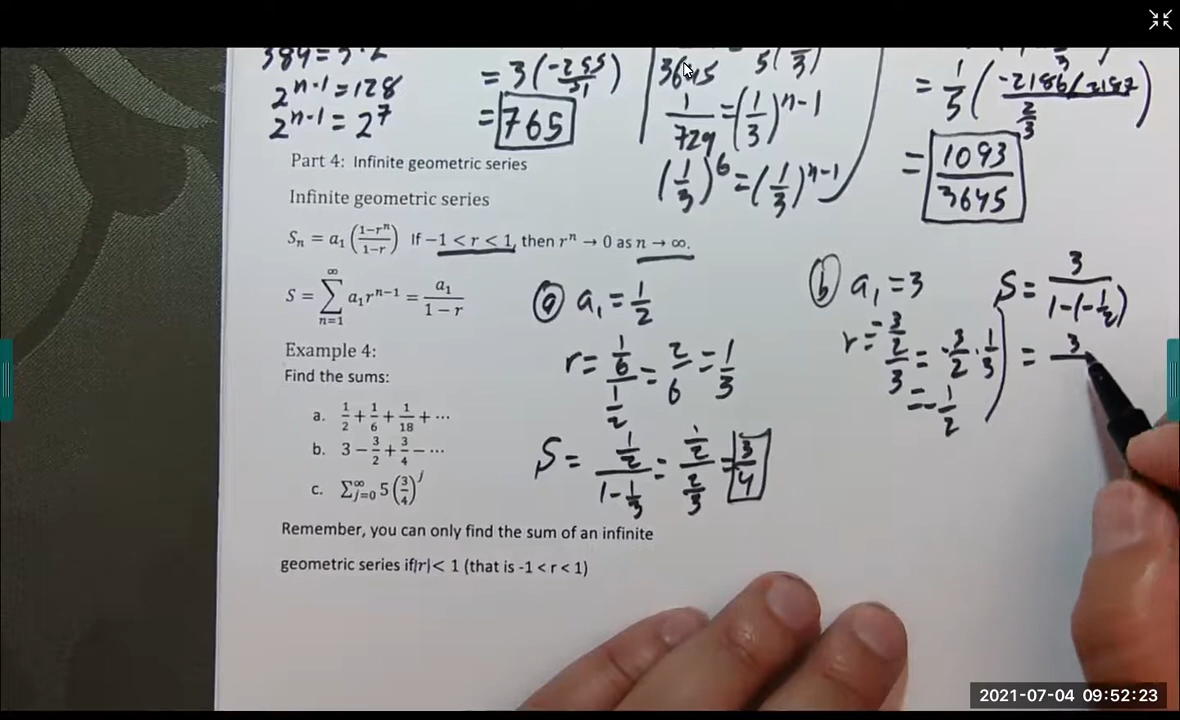 384 = 3 · 2
2^{n-1} = 128
2^{n-1} = 2^7
= 3 (-255/-1)
= 765
3645 5(1/3)
1/729 = (1/3)^{n-1}
(1/3)^6 = (1/3)^{n-1}
= 1/5 ((-2186/2187)/(2/3))
= 1093/3645
Part 4: Infinite geometric series
Infinite geometric series
S_n = a_1 ((1-r^n)/(1-r)) If -1 < r < 1, then r^n → 0 as n → ∞.
S = ∑_{n=1}^{∞} a_1 r^{n-1} = a_1/(1 - r)
Example 4:
Find the sums:
a. 1/2 + 1/6 + 1/18 + ⋯
b. 3 - 3/2 + 3/4 - ⋯
c. ∑_{j=0}^{∞} 5 (3/4)^j
Remember, you can only find the sum of an infinite
geometric series if|r|< 1 (that is -1 < r < 1)
a a_1 = 1/2
r = (1/6)/(1/2) = 2/6 = 1/3
S = (1/2)/(1 - 1/3) = (1/2)/(2/3) = 3/4
b a_1 = 3
r = (-3/2)/3 = -3/2 · 1/3
= -1/2
S = 3/(1-(-1/2))
= 3
2021-07-04 09:52:23